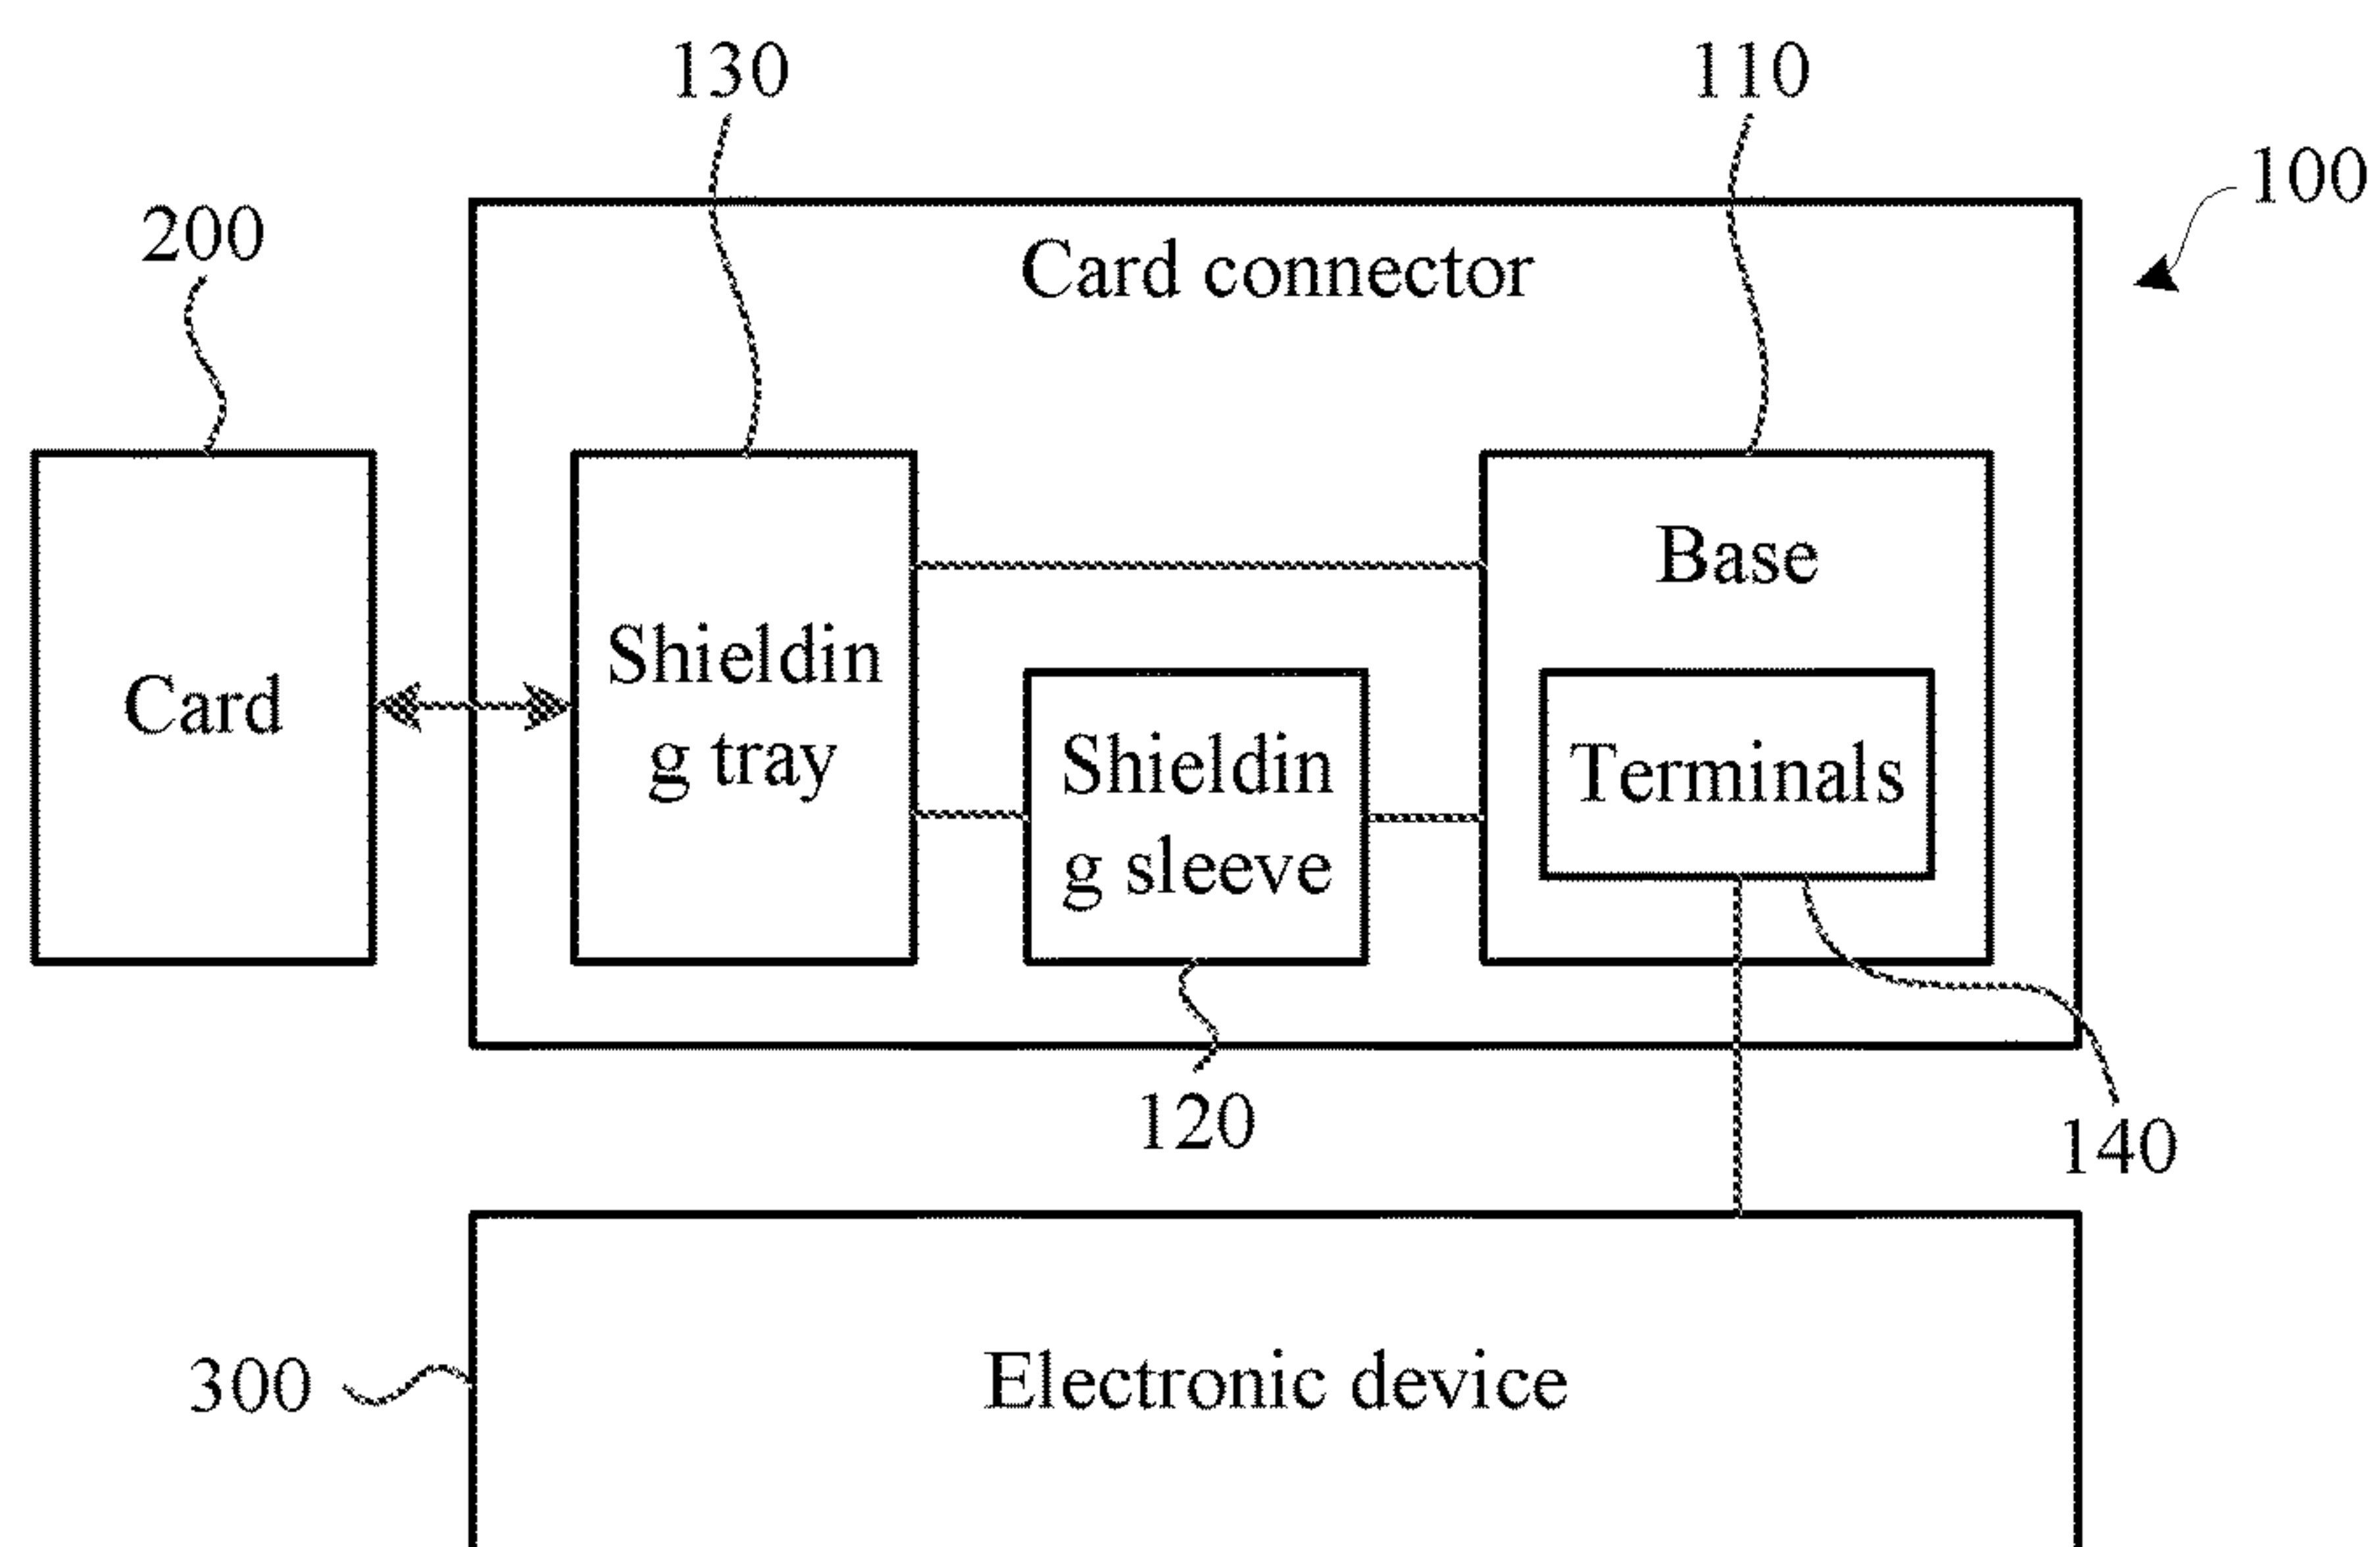 130
110
100
200
Card connector
Base
Shieldin
g tray
Card
Shieldin
g sleeve
Terminals
120
140
300
Electronic device